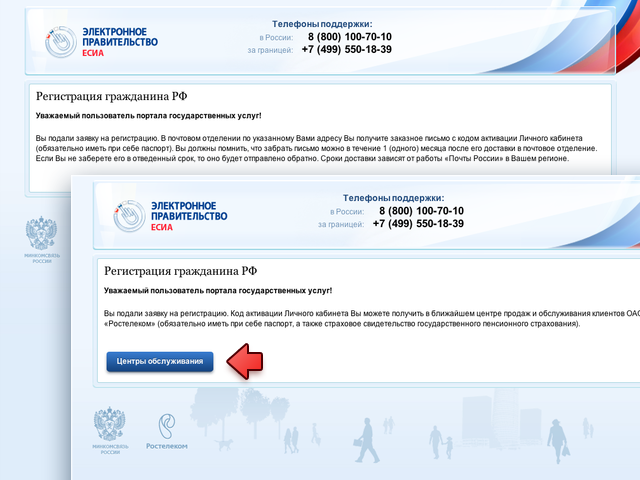 ЭЛЕКТРОННОЕ
ПРАВИТЕЛЬСТВО
ЕСИА
Телефоны поддержки:
в России: 8 (800) 100-70-10
за границей: +7 (499) 550-18-39
Регистрация гражданина РФ
Уважаемый пользователь портала государственных услуг!
Вы подали заявку на регистрацию. В почтовом отделении по указанному Вами адресу Вы получите заказное письмо с кодом активации Личного кабинета
(обязательно иметь при себе паспорт). Вы должны помнить, что забрать письмо можно в течение 1 (одного) месяца после его доставки в почтовое отделение.
Если Вы не заберете его в отведенный срок, то оно будет отправлено обратно. Сроки доставки зависят от работы «Почты России» в Вашем регионе.
МИНКОМСВЯЗЬ
РОССИИ
ЭЛЕКТРОННОЕ
ПРАВИТЕЛЬСТВО
ЕСИА
Телефоны поддержки:
в России: 8 (800) 100-70-10
за границей: +7 (499) 550-18-39
Регистрация гражданина РФ
Уважаемый пользователь портала государственных услуг!
Вы подали заявку на регистрацию. Код активации Личного кабинета Вы можете получить в ближайшем центре продаж и обслуживания клиентов ОАО
«Ростелеком» (обязательно иметь при себе паспорт, а также страховое свидетельство государственного пенсионного страхования).
Центры обслуживания
МИНКОМСВЯЗЬ
РОССИИ
Ростелеком